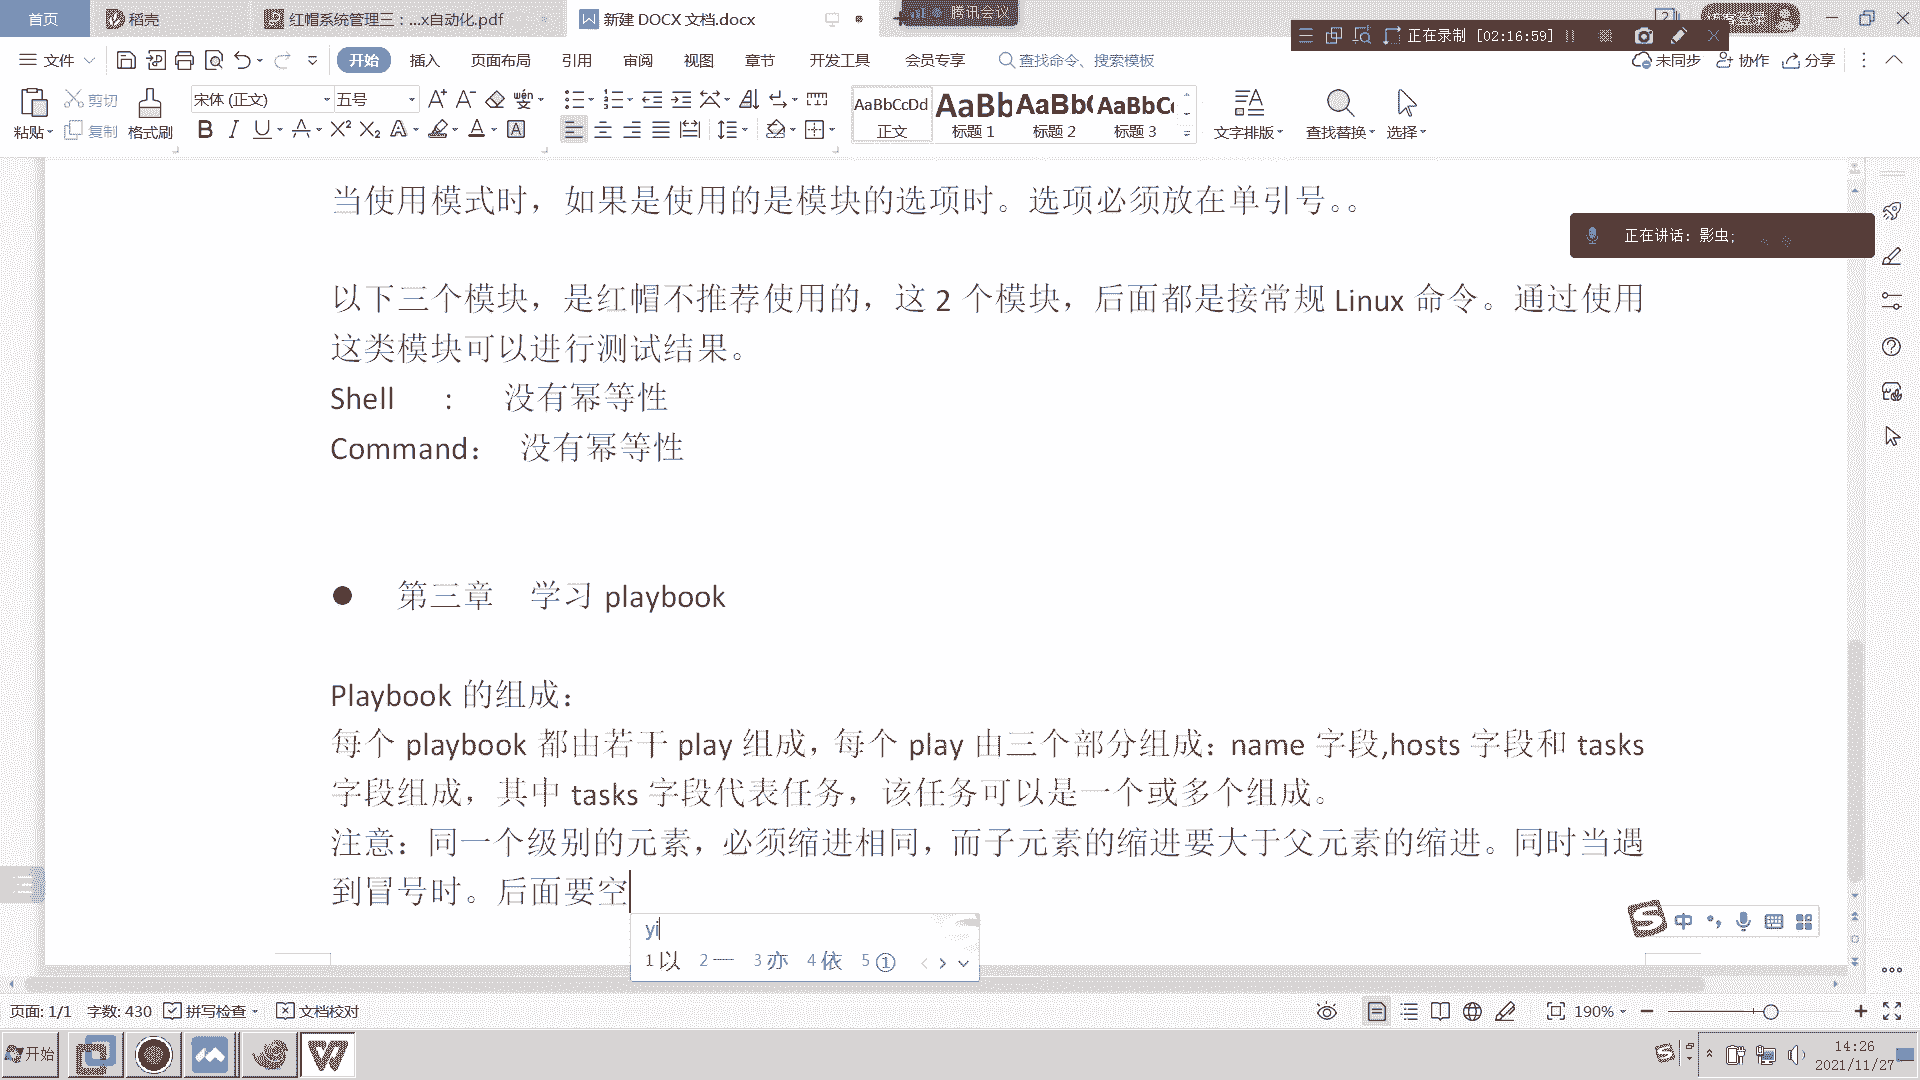 首页 稻壳 红帽系统管理三：...x自动化.pdf 新建 DOCX 文档.docx 腾讯会议
正在录制 [02:16:59]
文件 开始 插入 页面布局 引用 审阅 视图 章节 开发工具 会员专享 查找命令、搜索模板 未同步 协作 分享
剪切 宋体 (正文) 五号 AaBbCcDd
粘贴 复制 格式刷 正文 标题 1 标题 2 标题 3 文字排版 查找替换 选择
当使用模式时，如果是使用的是模块的选项时。选项必须放在单引号。。
正在讲话：影虫;
以下三个模块，是红帽不推荐使用的，这 2 个模块，后面都是接常规 Linux 命令。通过使用
这类模块可以进行测试结果。
Shell ： 没有幂等性
Command： 没有幂等性
● 第三章 学习 playbook
Playbook 的组成：
每个 playbook 都由若干 play 组成，每个 play 由三个部分组成：name 字段,hosts 字段和 tasks
字段组成，其中 tasks 字段代表任务，该任务可以是一个或多个组成。
注意：同一个级别的元素，必须缩进相同，而子元素的缩进要大于父元素的缩进。同时当遇
到冒号时。后面要空
yi
1 以 2 一 3 亦 4 依 5 ①
中
页面: 1/1 字数: 430 拼写检查 文档校对 190%
开始 14:26
2021/11/27